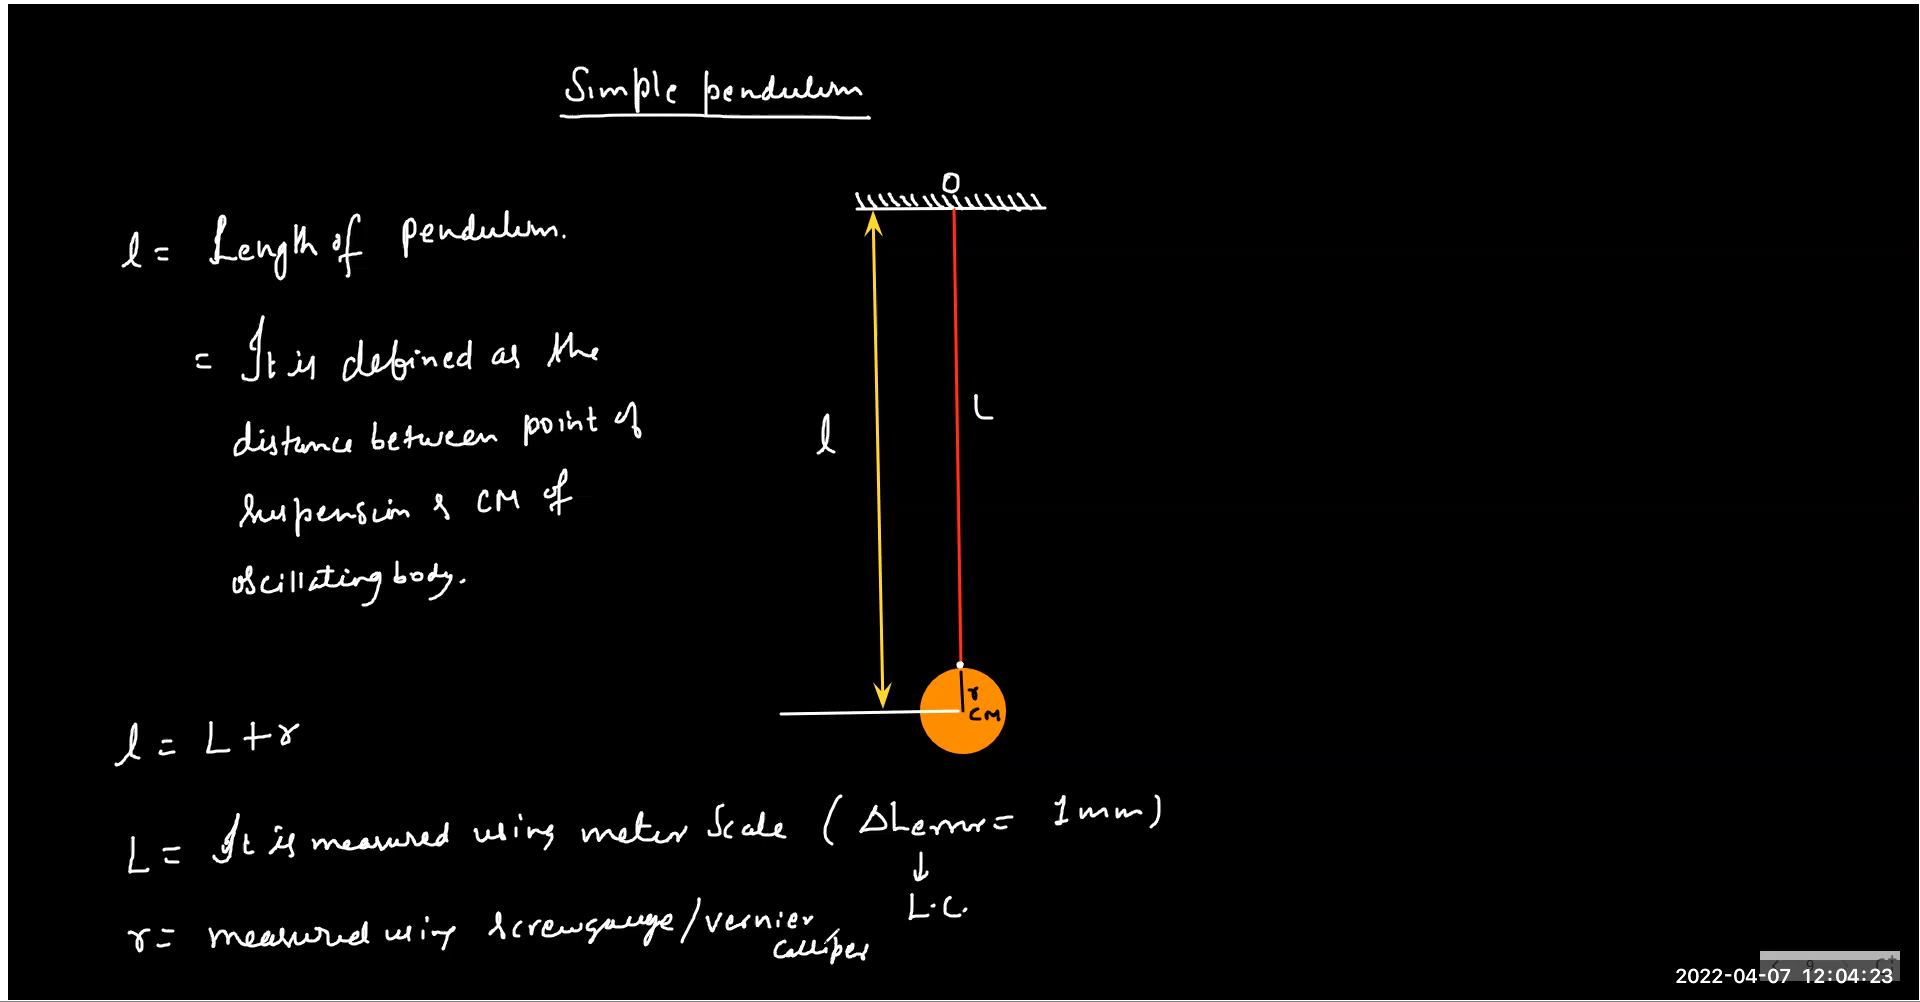 Simple pendulum
O
l = Length of pendulum.
= It is defined as the
distance between point of
suspension & CM of
oscillating body.
l
L
r
CM
l = L + r
L = It is measured using meter Scale ( ΔLerror = 1mm )
↓
L.C.
r = measured using screwgauge/vernier
calliper
2022-04-07 12:04:23